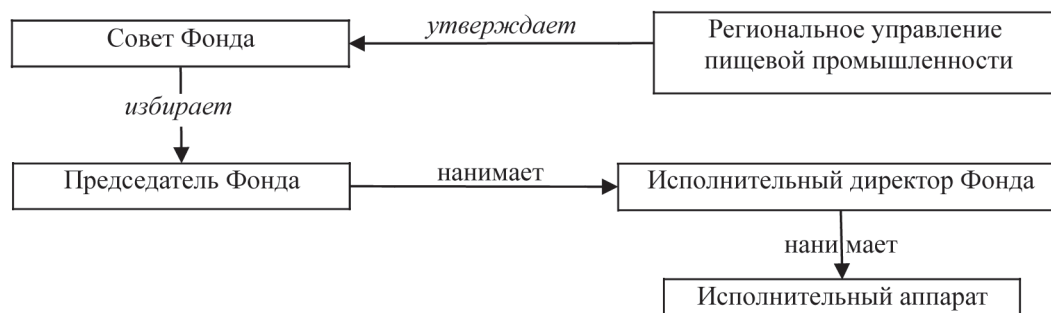 Совет Фонда
утверждает
Региональное управление
пищевой промышленности
избирает
Председатель Фонда
нанимает
Исполнительный директор Фонда
нанимает
Исполнительный аппарат